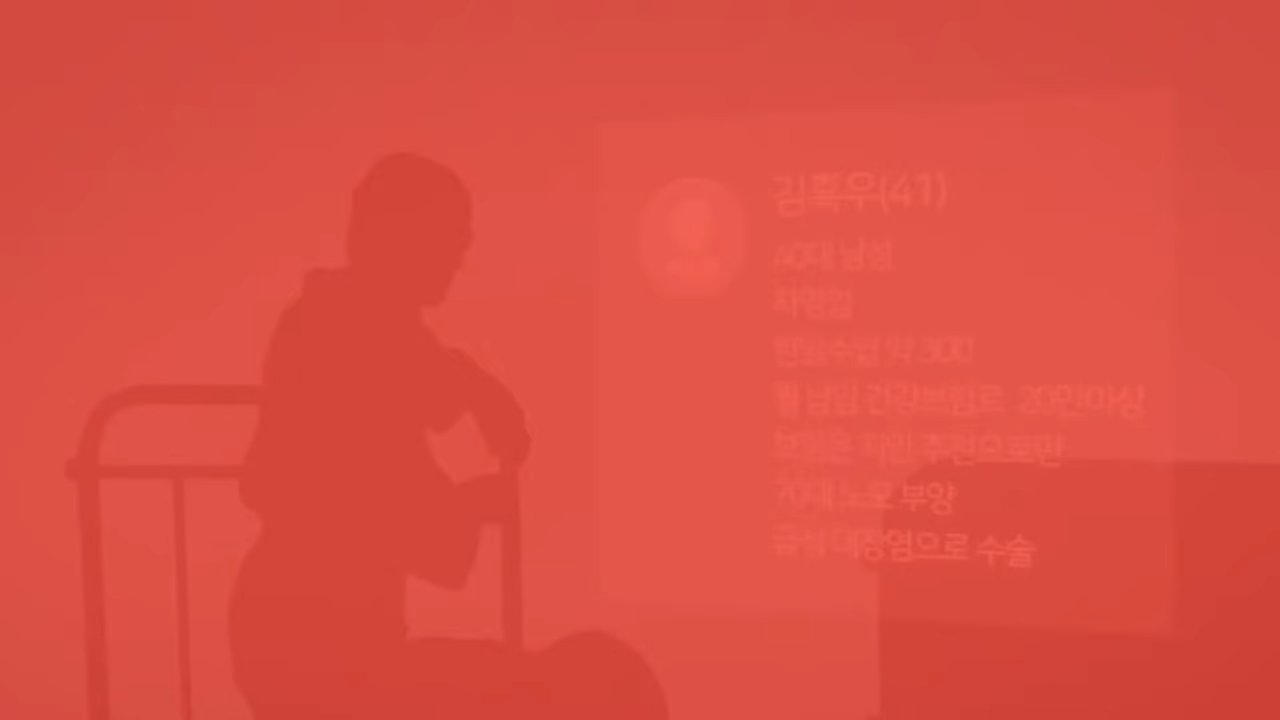 김흑우(41)
40대 남성
자영업
한달수입 약 300
월 납입 건강보험료 20만원이상
보험은 지인 추천으로만
70대 노모 부양
급성 대장염으로 수술